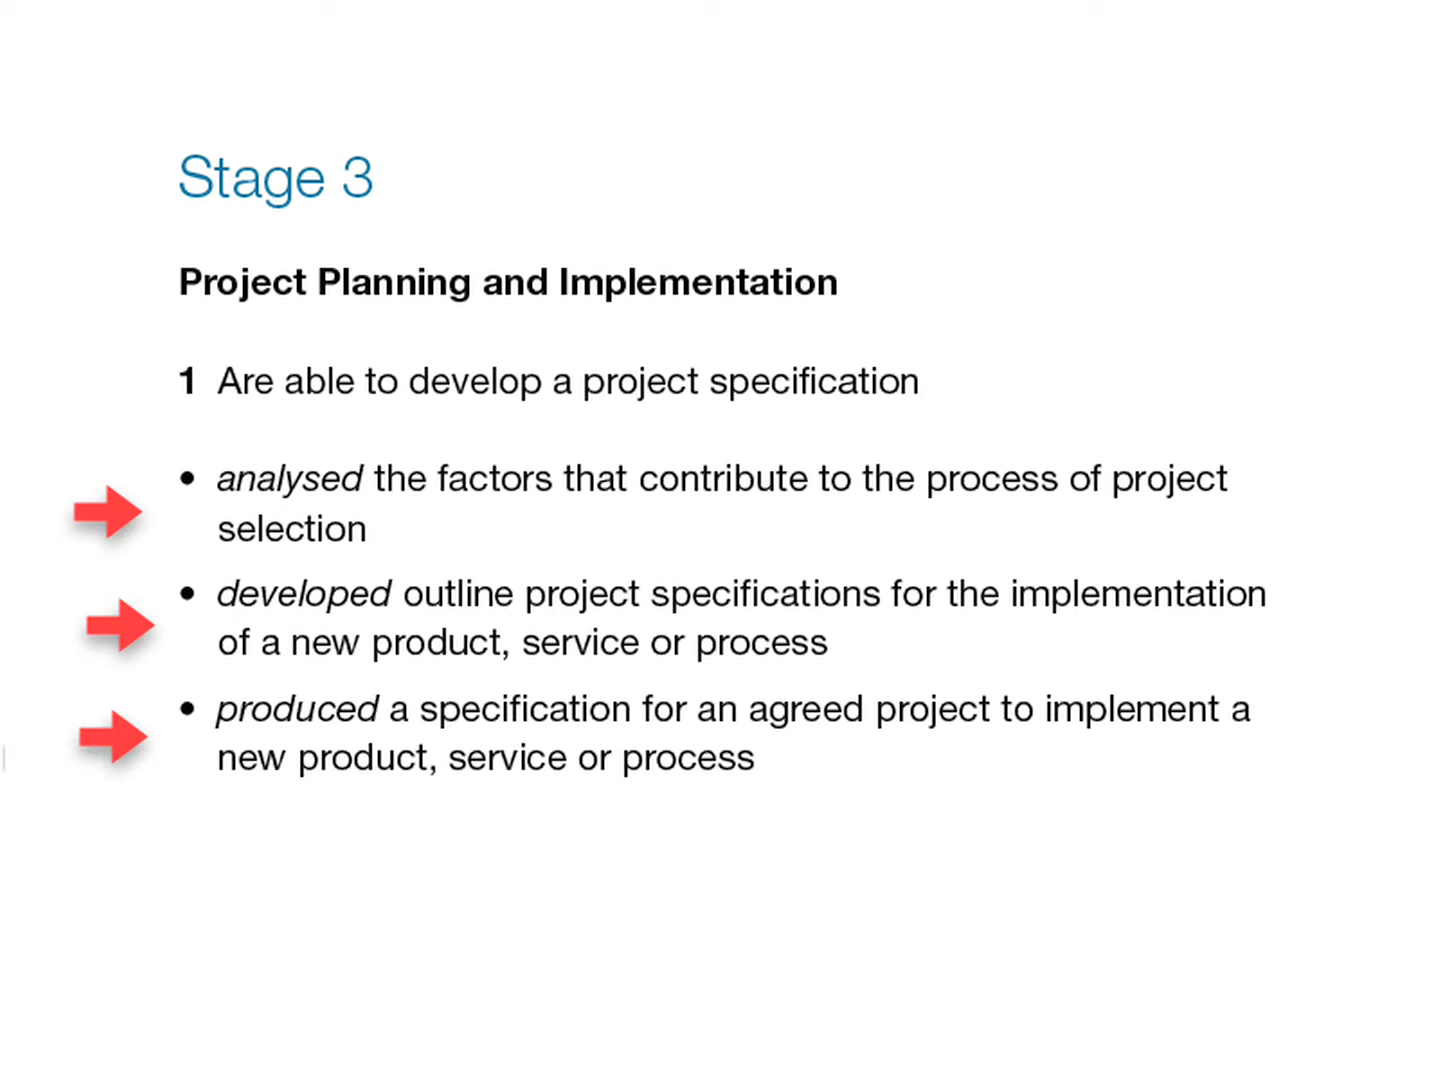 Stage 3
Project Planning and Implementation
1 Are able to develop a project specification
• analysed the factors that contribute to the process of project
selection
• developed outline project specifications for the implementation
of a new product, service or process
• produced a specification for an agreed project to implement a
new product, service or process